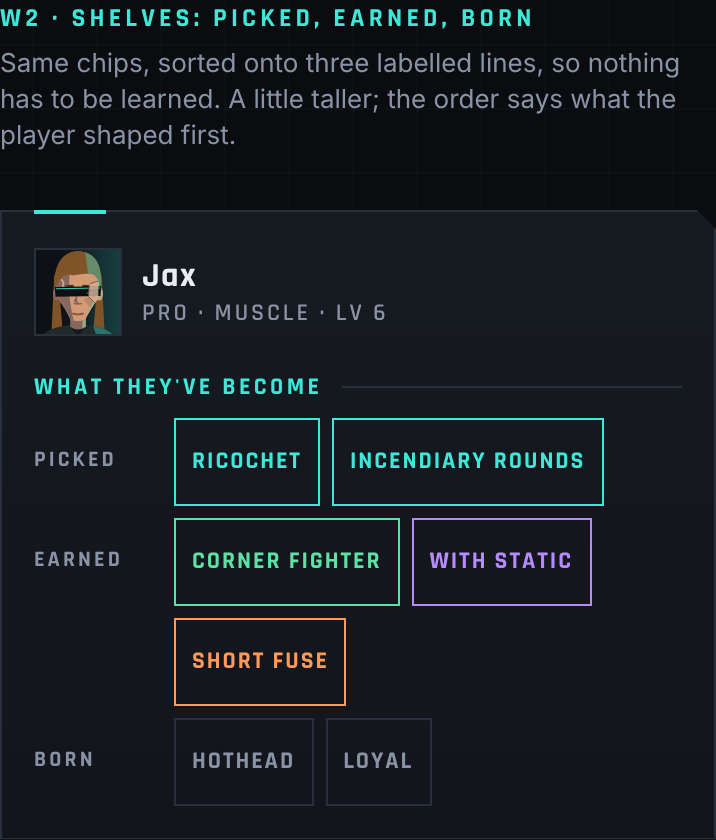 W2 · SHELVES: PICKED, EARNED, BORN
Same chips, sorted onto three labelled lines, so nothing
has to be learned. A little taller; the order says what the
player shaped first.
Jax
PRO · MUSCLE · LV 6
WHAT THEY'VE BECOME
PICKED RICOCHET INCENDIARY ROUNDS
EARNED CORNER FIGHTER WITH STATIC
SHORT FUSE
BORN HOTHEAD LOYAL